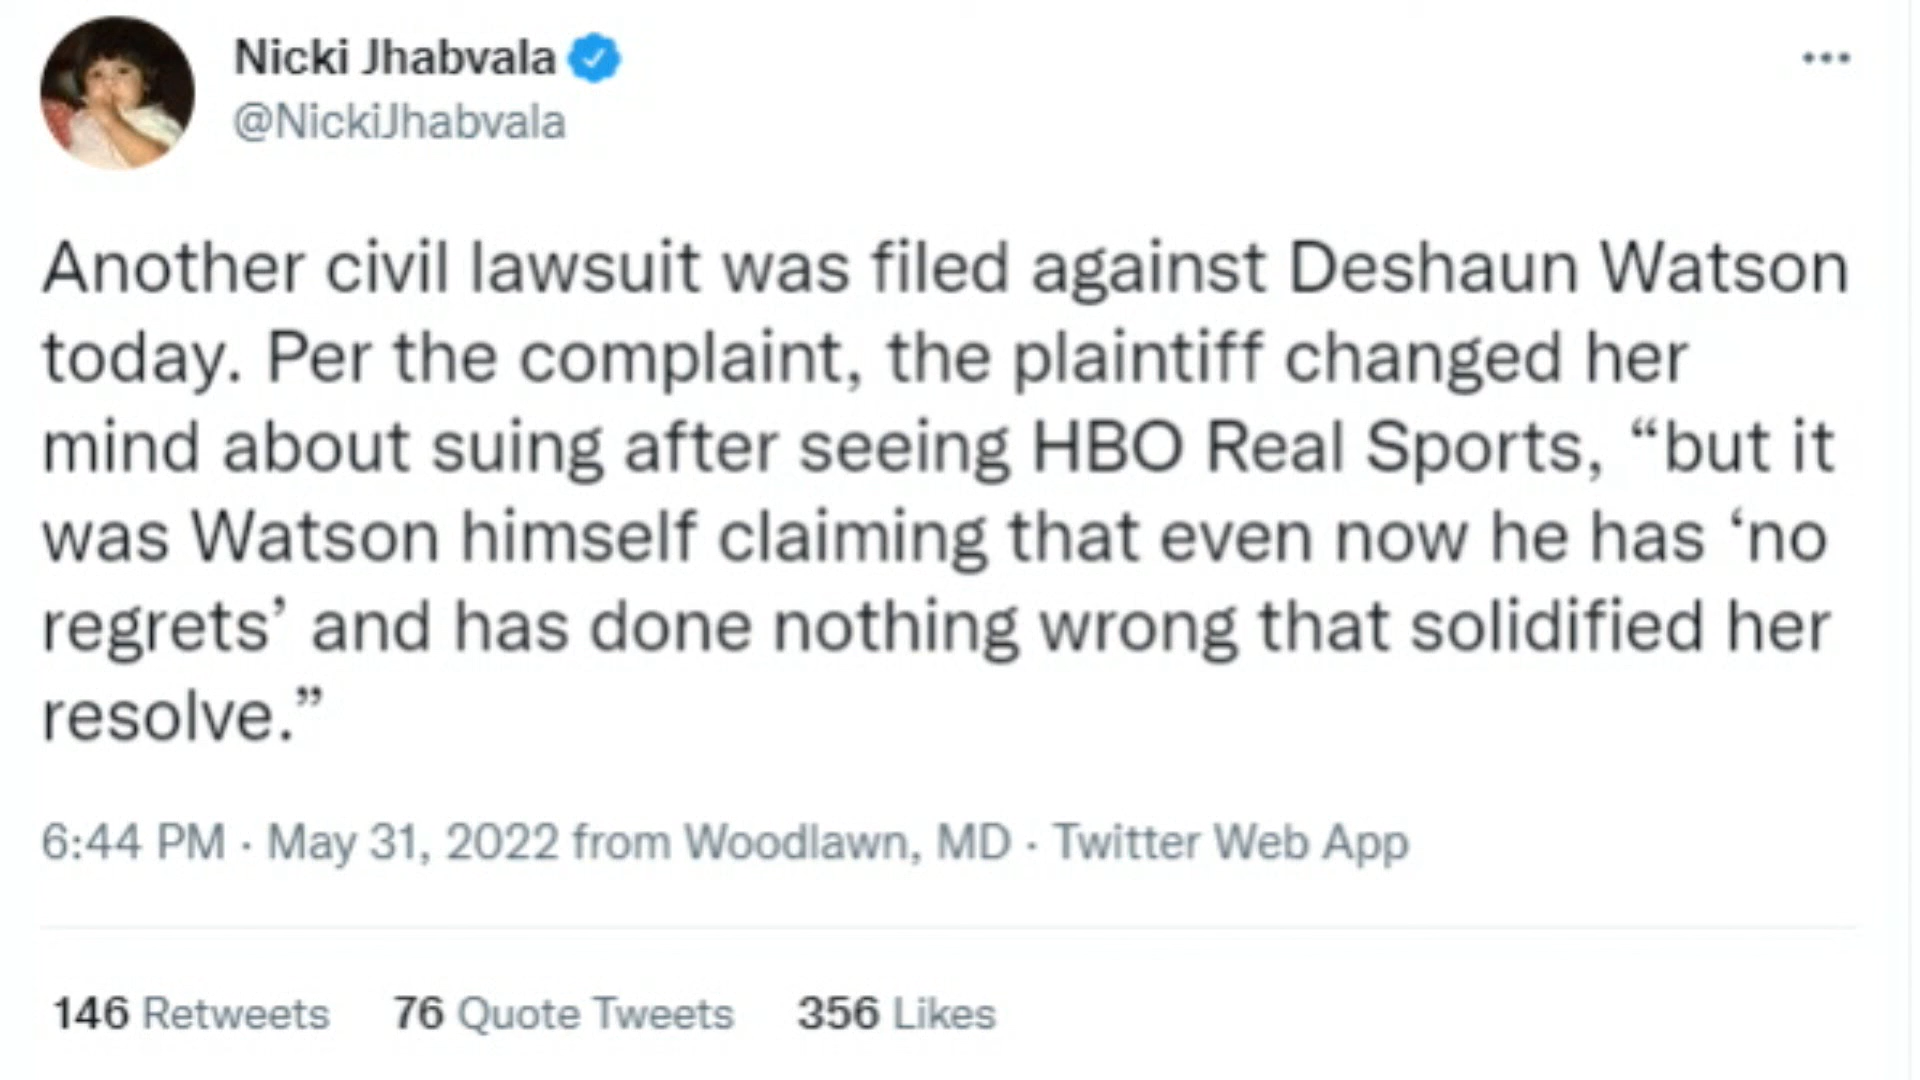 Nicki Jhabvala
@NickiJhabvala
Another civil lawsuit was filed against Deshaun Watson
today. Per the complaint, the plaintiff changed her
mind about suing after seeing HBO Real Sports, “but it
was Watson himself claiming that even now he has ‘no
regrets’ and has done nothing wrong that solidified her
resolve.”
6:44 PM · May 31, 2022 from Woodlawn, MD · Twitter Web App
146 Retweets 76 Quote Tweets 356 Likes